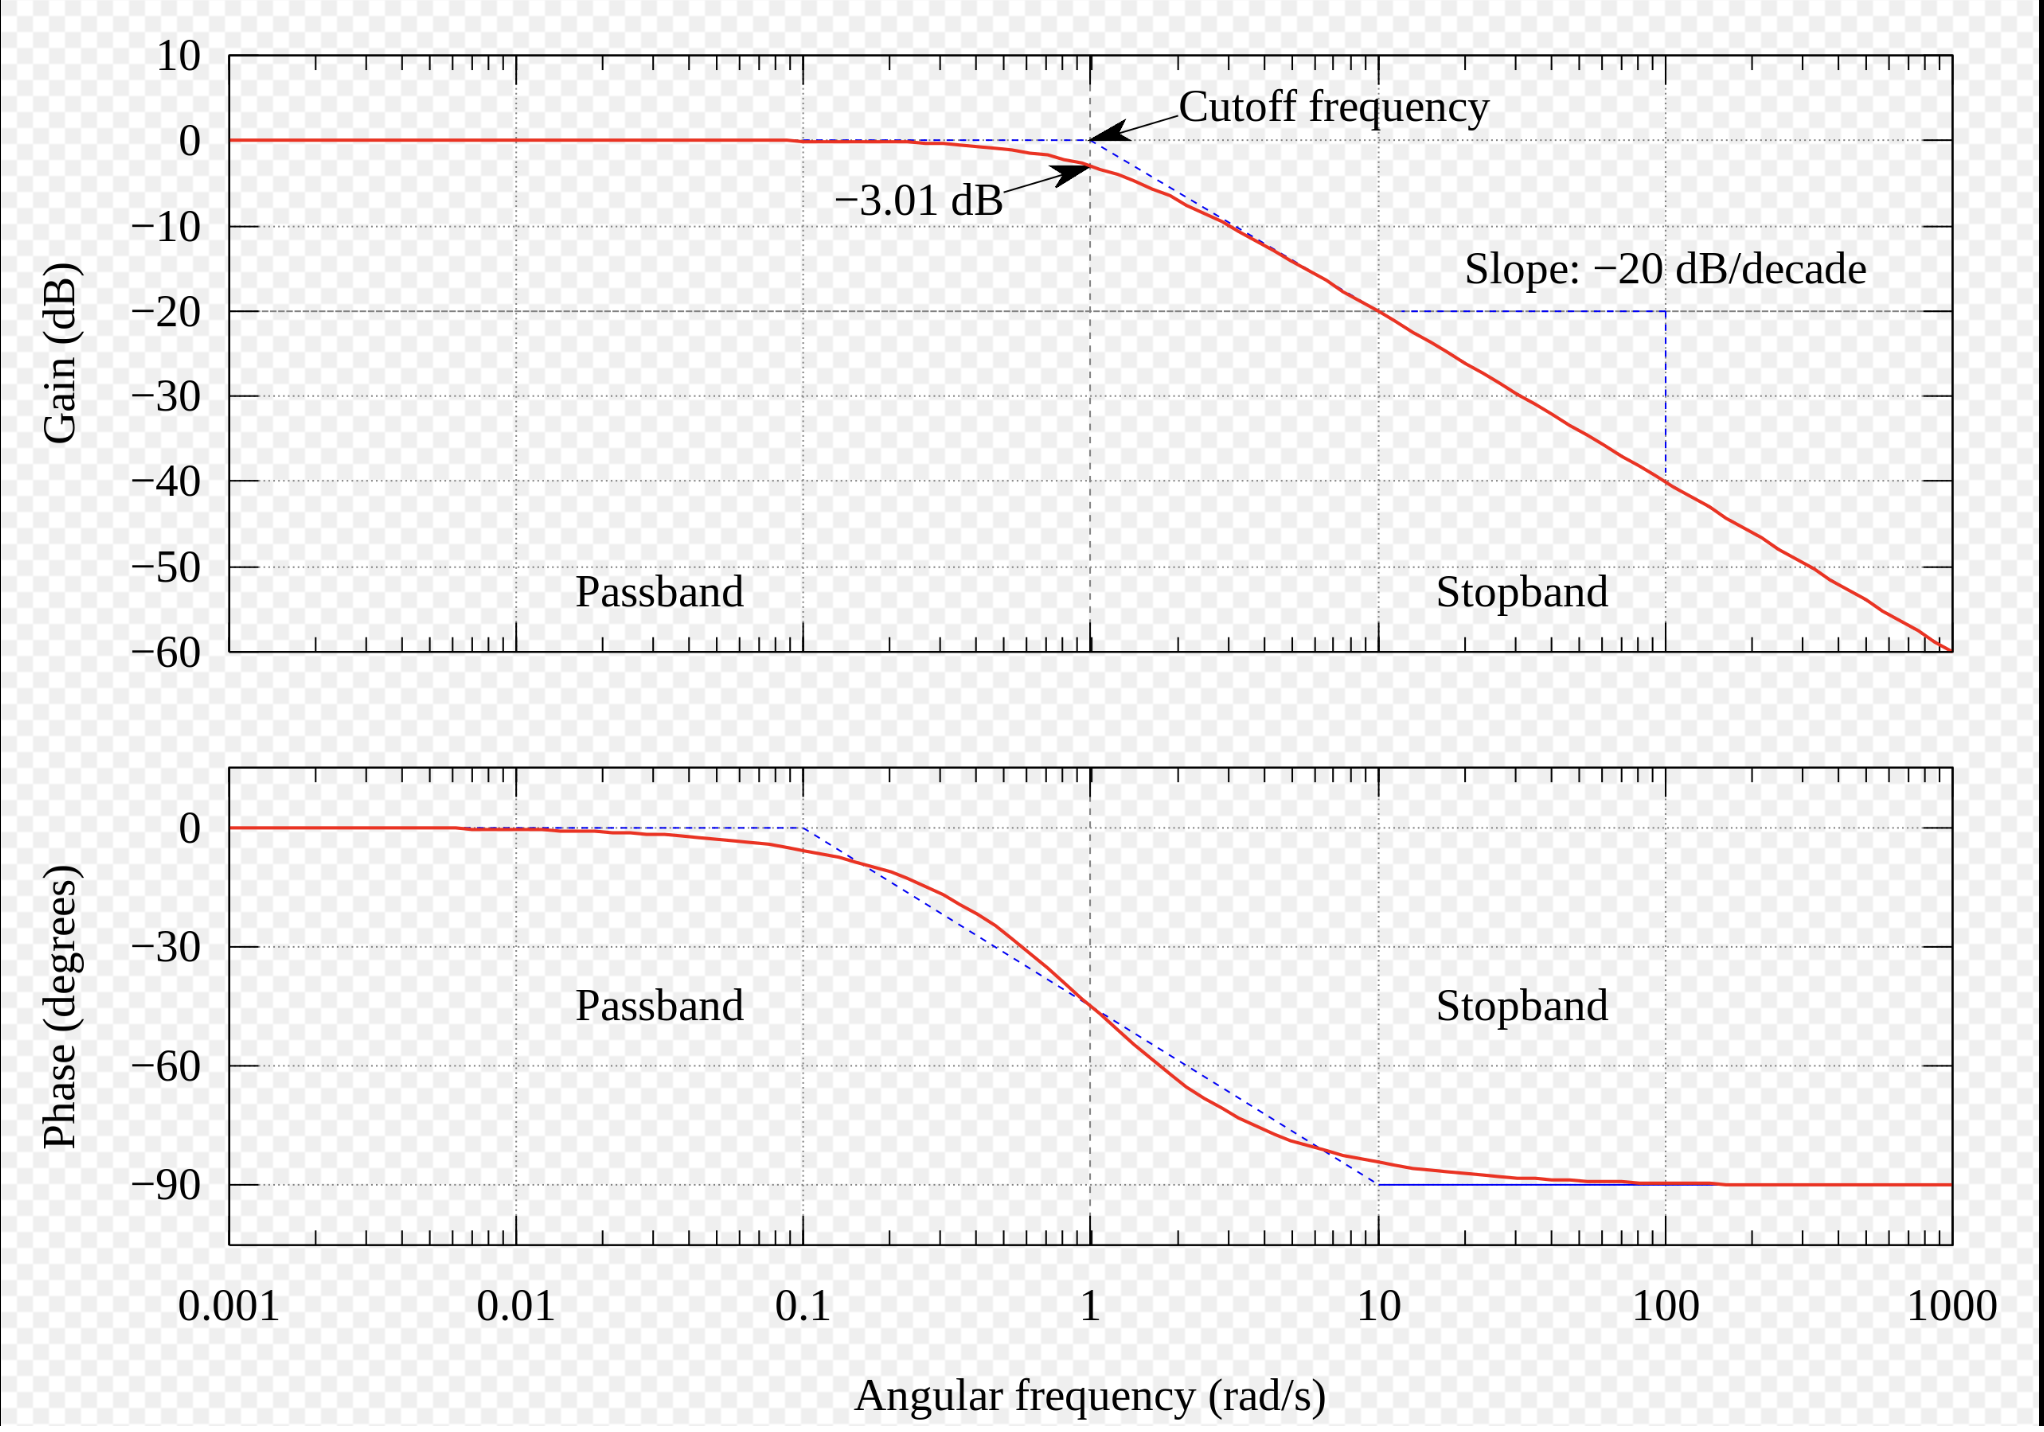 10
0
−10
−20
−30
−40
−50
−60
Gain (dB)
Cutoff frequency
−3.01 dB
Slope: −20 dB/decade
Passband
Stopband
0
−30
−60
−90
Phase (degrees)
Passband
Stopband
0.001
0.01
0.1
1
10
100
1000
Angular frequency (rad/s)